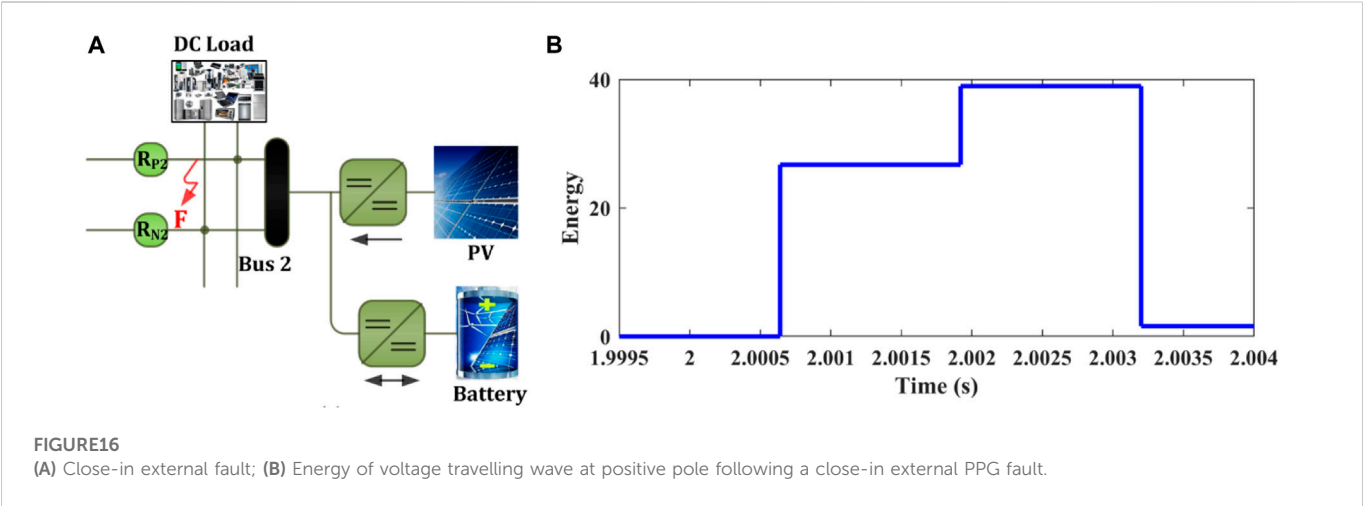 A
DC Load
R_P2
R_N2
F
Bus 2
PV
+
−
Battery
B
Energy
40
20
0
1.9995 2 2.0005 2.001 2.0015 2.002 2.0025 2.003 2.0035 2.004
Time (s)
FIGURE16
(A) Close-in external fault; (B) Energy of voltage travelling wave at positive pole following a close-in external PPG fault.